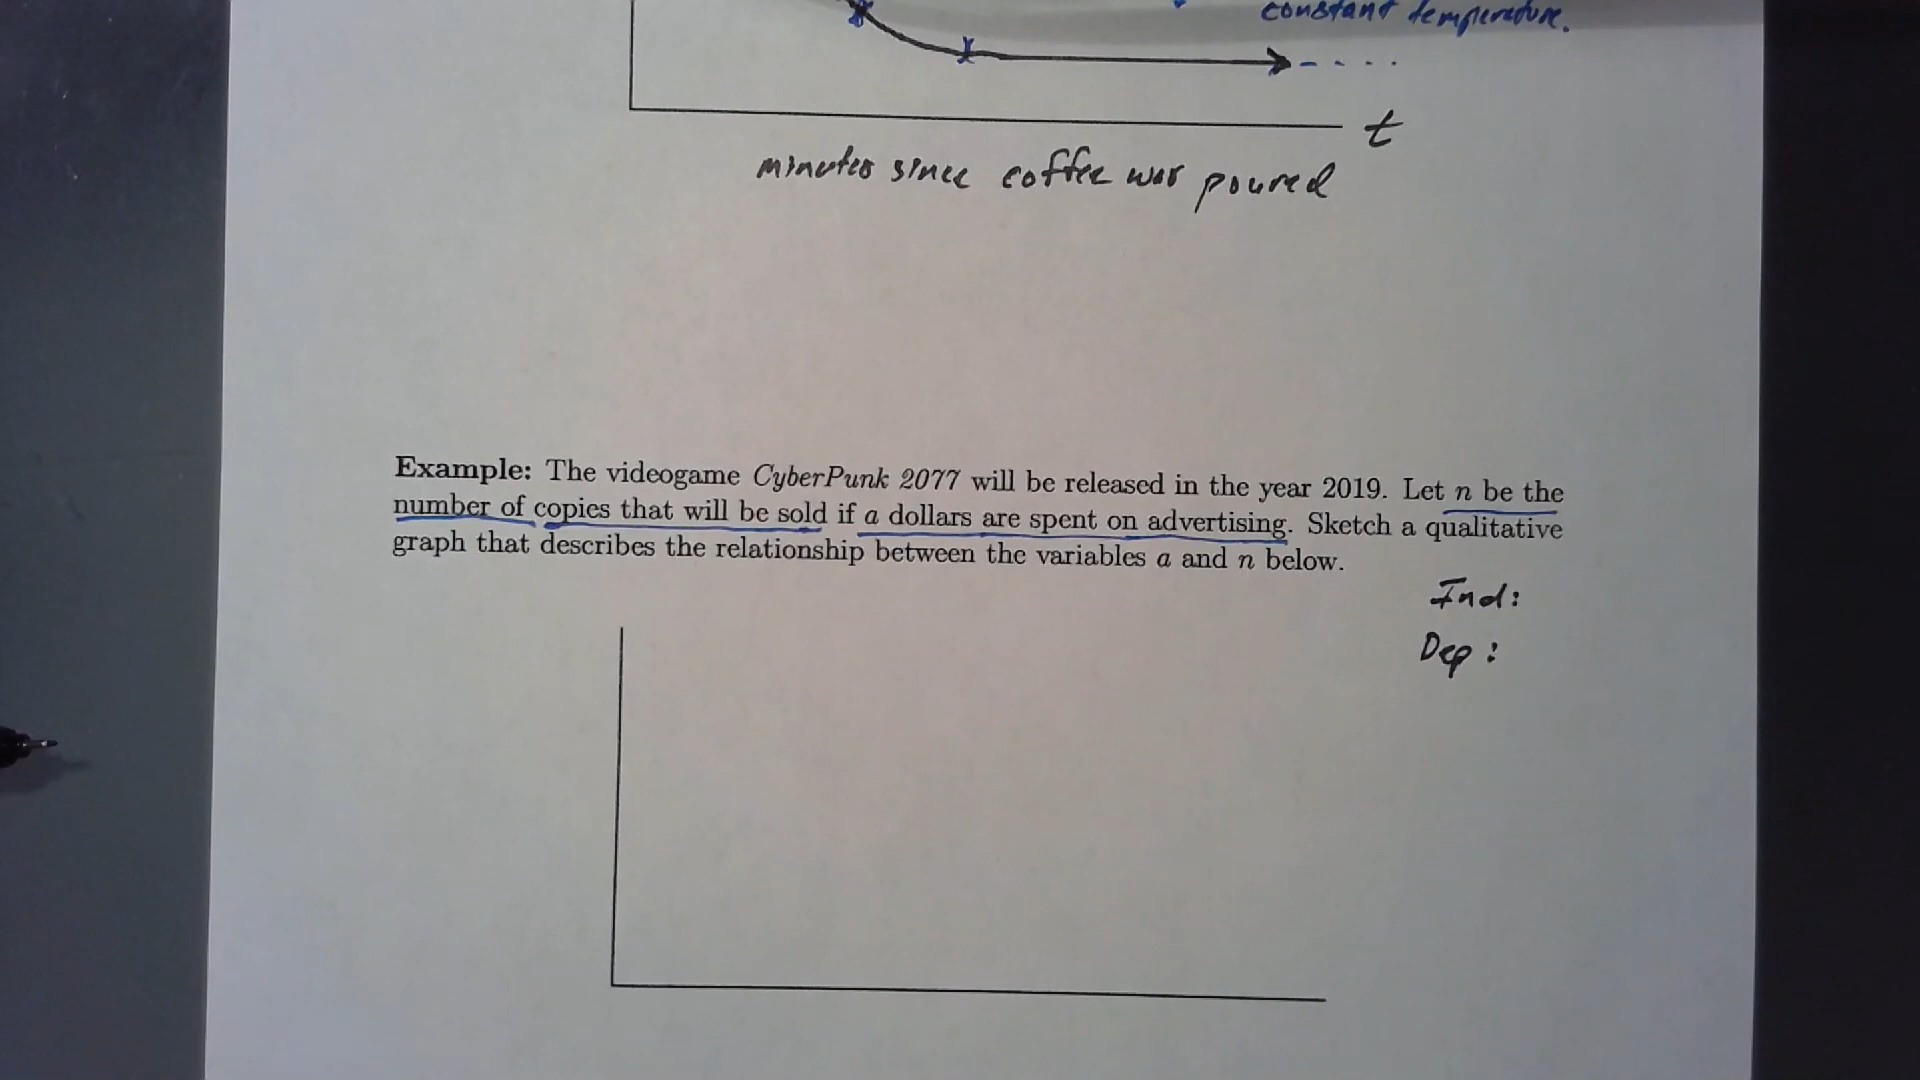 constant temperature.
t
minutes since coffee was poured
Example: The videogame CyberPunk 2077 will be released in the year 2019. Let n be the
number of copies that will be sold if a dollars are spent on advertising. Sketch a qualitative
graph that describes the relationship between the variables a and n below.
Ind:
Dep: